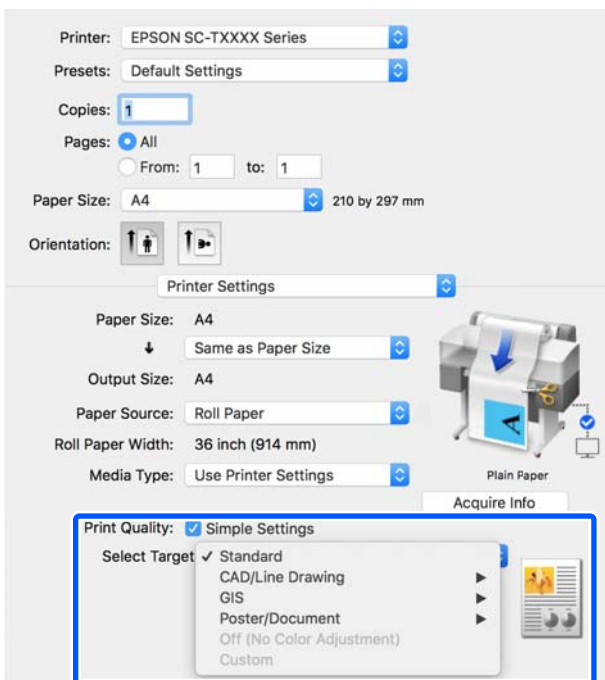 Printer: EPSON SC-TXXXX Series
Presets: Default Settings
Copies: 1
Pages: All
From: 1 to: 1
Paper Size: A4 210 by 297 mm
Orientation:
Printer Settings
Paper Size: A4
Same as Paper Size
Output Size: A4
Paper Source: Roll Paper
Roll Paper Width: 36 inch (914 mm)
Media Type: Use Printer Settings
Plain Paper
Acquire Info
Print Quality: Simple Settings
Select Target ✓ Standard
CAD/Line Drawing
GIS
Poster/Document
Off (No Color Adjustment)
Custom